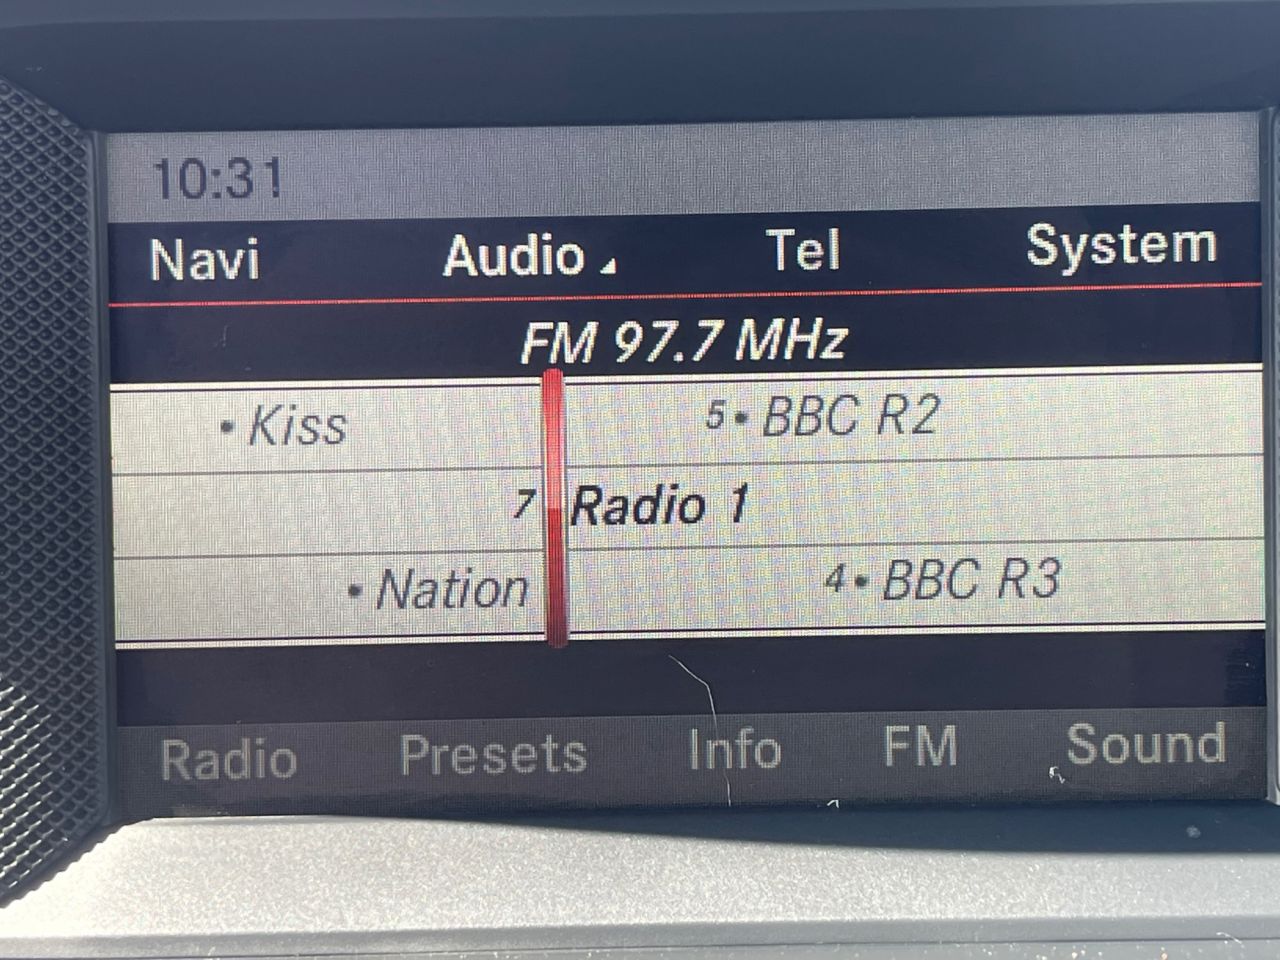 10:31
Navi Audio Tel System
FM 97.7 MHz
• Kiss 5• BBC R2
7 Radio 1
• Nation 4• BBC R3
Radio Presets Info FM Sound